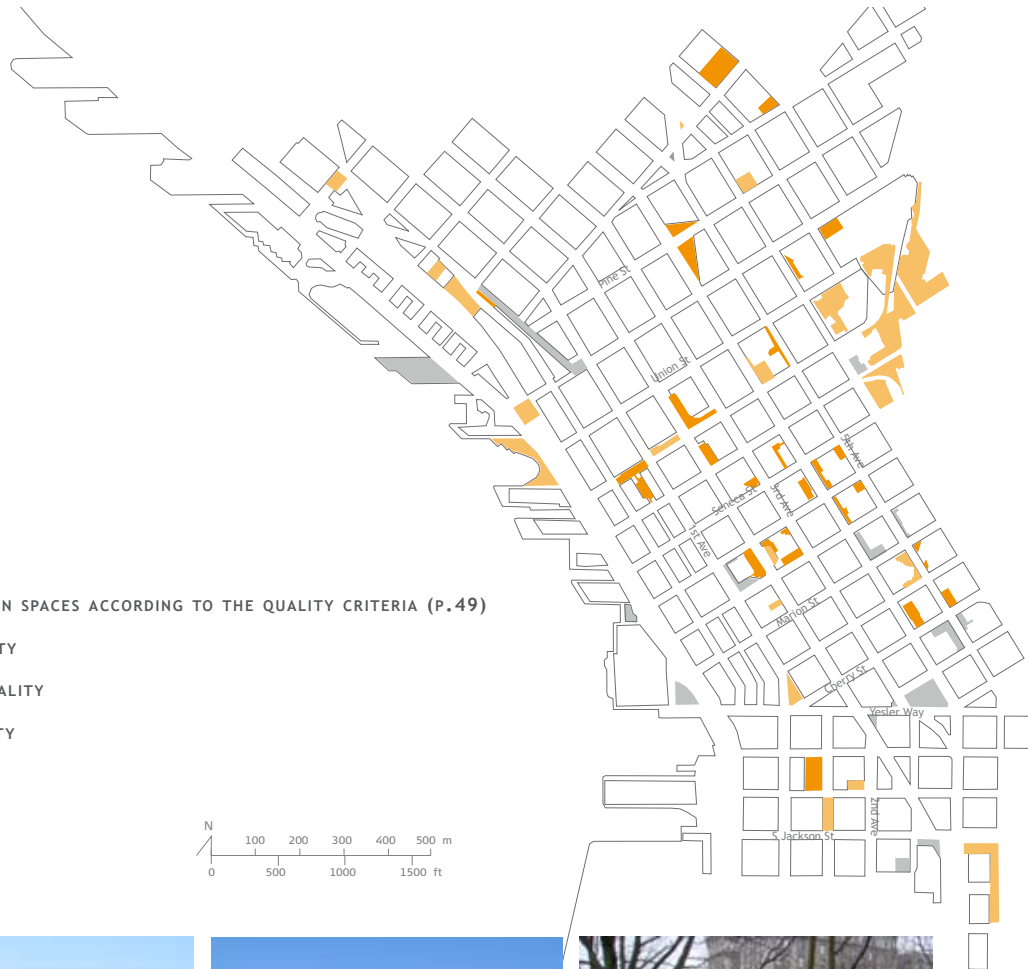 Pine St
Union St
5th Ave
Seneca St
3rd Ave
1st Ave
N SPACES ACCORDING TO THE QUALITY CRITERIA (P.49)
Marion St
TY
ALITY
Cherry St
TY
Yesler Way
2nd Ave
S Jackson St
N
100 200 300 400 500 m
0 500 1000 1500 ft